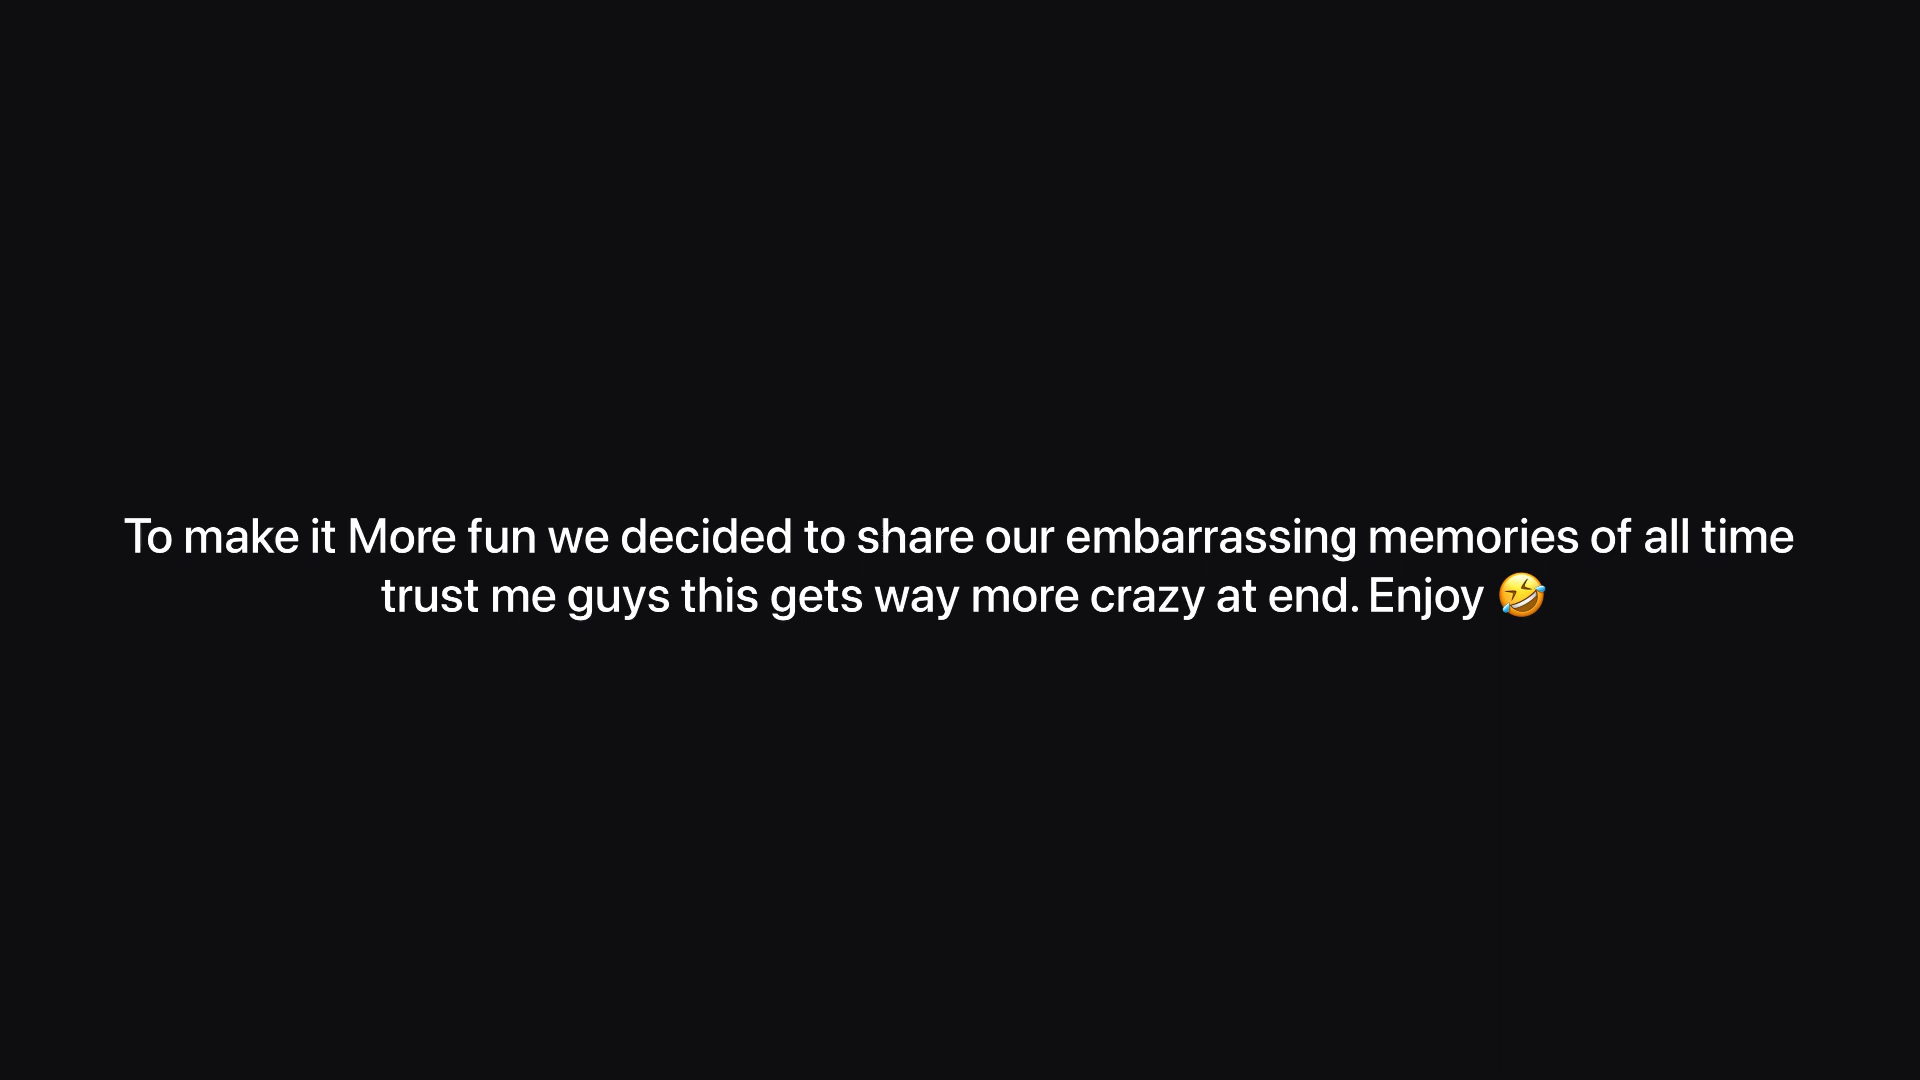 To make it More fun we decided to share our embarrassing memories of all time
trust me guys this gets way more crazy at end. Enjoy 🤣